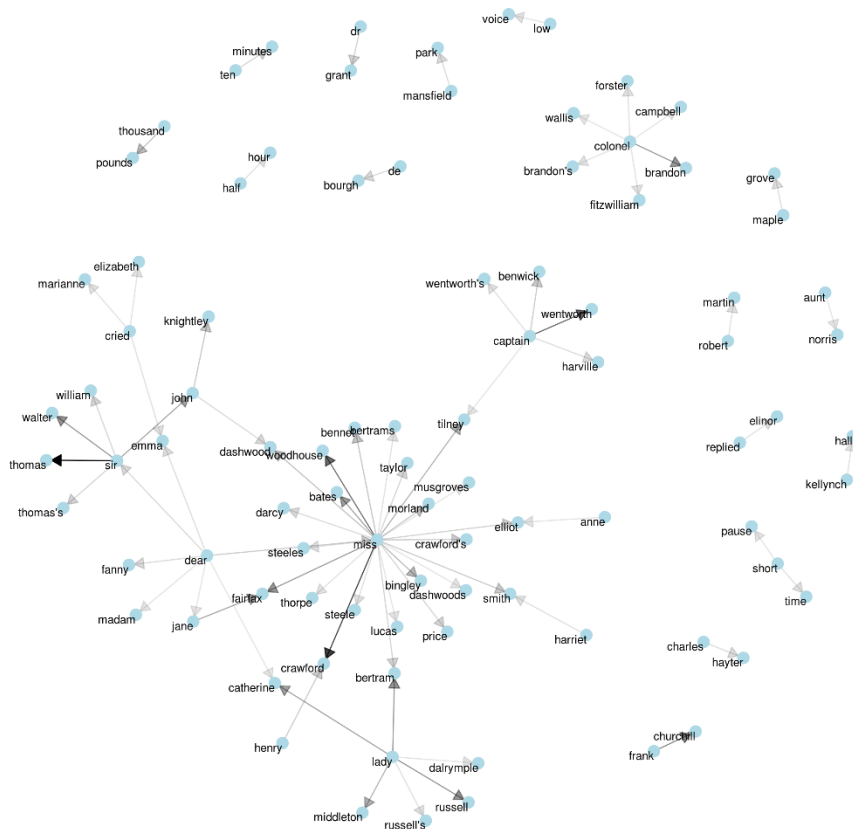 voice
low
dr
minutes
park
ten
grant
forster
mansfield
campbell
wallis
thousand
colonel
pounds
hour
brandon's
brandon
de
grove
half
bourgh
fitzwilliam
maple
elizabeth
benwick
marianne
wentworth's
martin
aunt
knightley
wentworth
cried
captain
robert
norris
harville
william
john
walter
tilney
elinor
bennet
bertrams
emma
replied
hall
dashwood
woodhouse
thomas
sir
taylor
kellynch
bates
musgroves
thomas's
darcy
morland
anne
elliot
pause
miss
crawford's
steeles
dear
short
fanny
bingley
dashwoods
fairfax
thorpe
smith
time
steele
madam
jane
lucas
price
harriet
charles
hayter
crawford
bertram
catherine
churchill
henry
frank
lady
dalrymple
russell
middleton
russell's